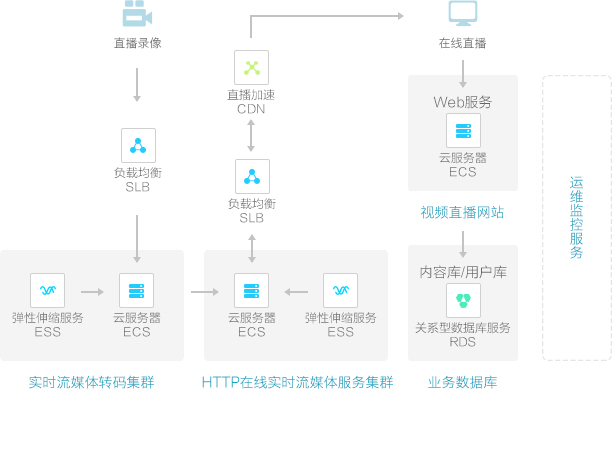 直播录像
在线直播
直播加速
CDN
Web服务
云服务器
ECS
负载均衡
SLB
负载均衡
SLB
视频直播网站
运维监控服务
内容库/用户库
关系型数据库服务
RDS
弹性伸缩服务
ESS
云服务器
ECS
云服务器
ECS
弹性伸缩服务
ESS
实时流媒体转码集群
HTTP在线实时流媒体服务集群
业务数据库